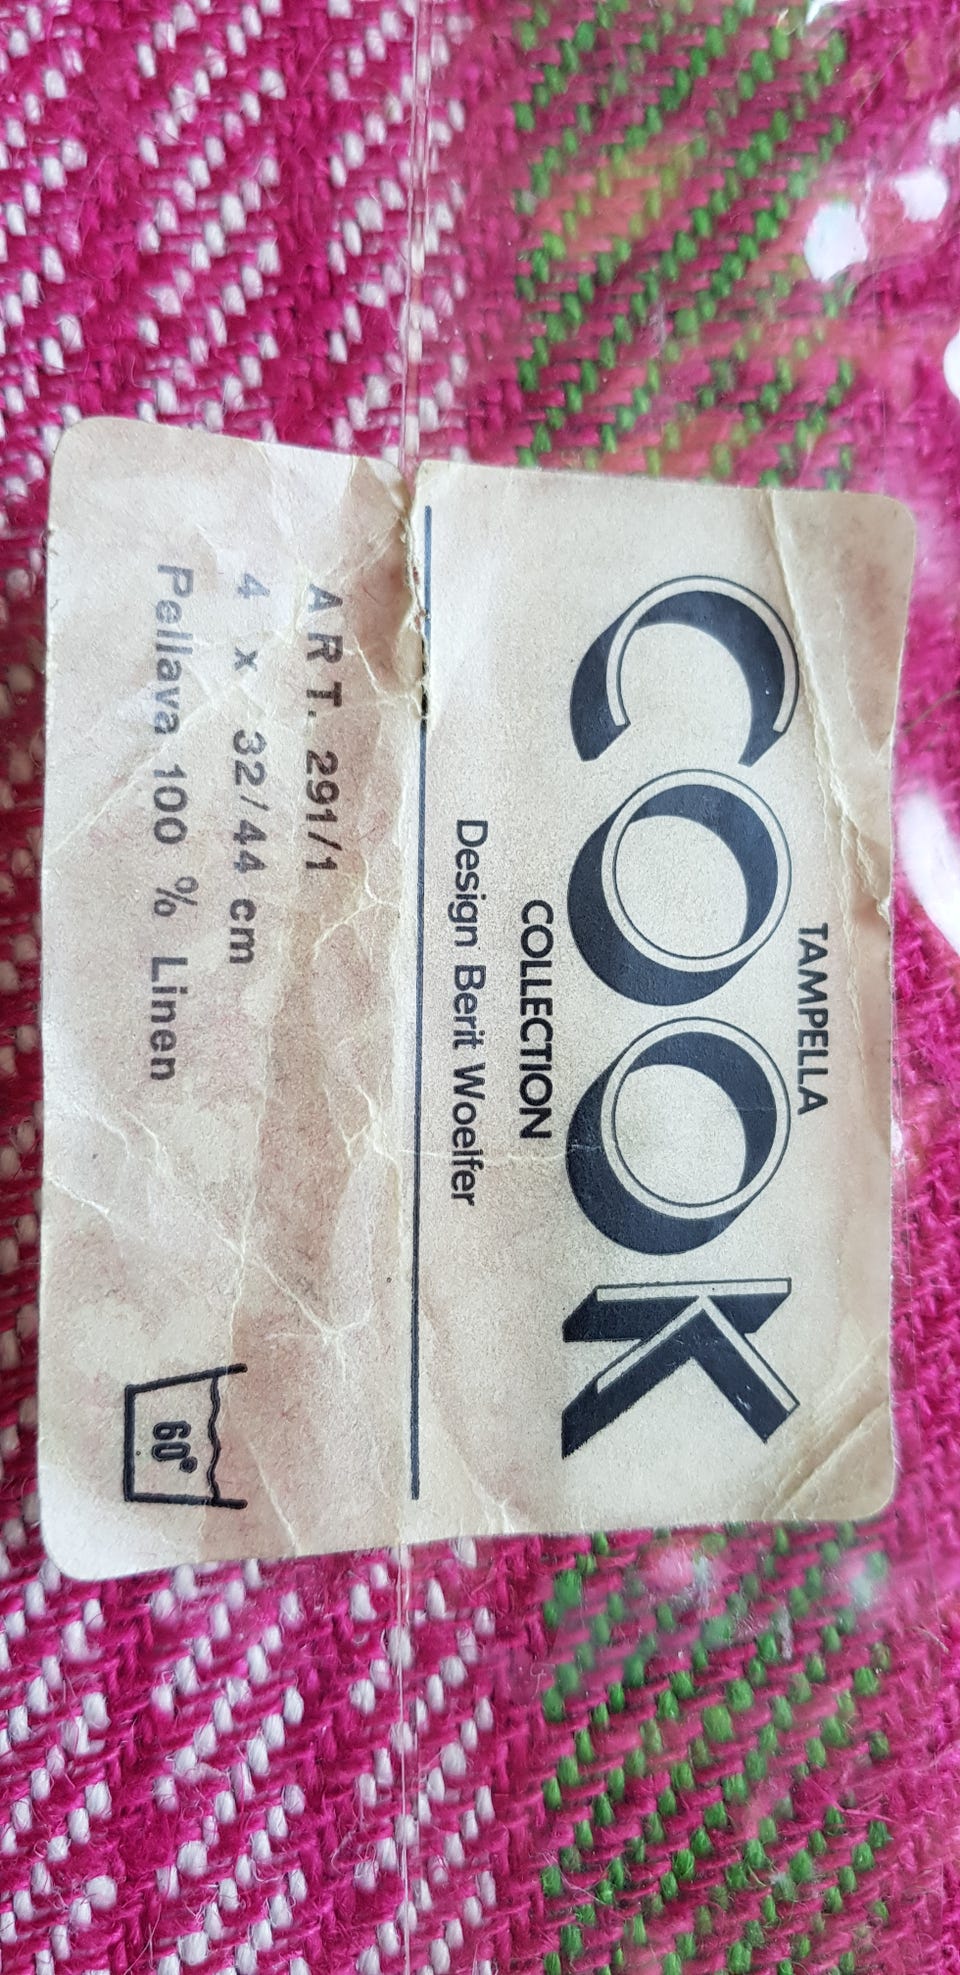 TAMPELLA
COOK
COLLECTION
Design Berit Woelfer
ART. 291/1
4 x 32/44 cm
Pellava 100 % Linen
60°